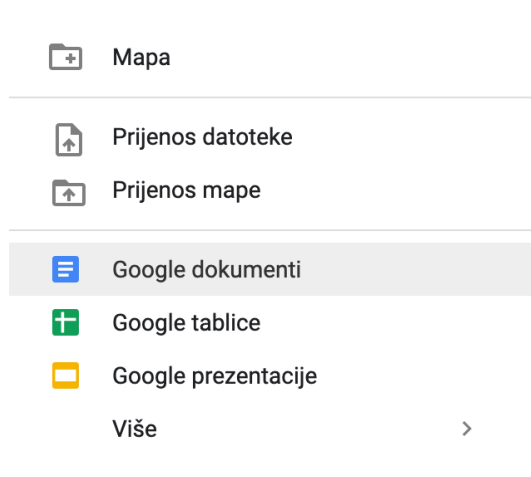 Mapa
Prijenos datoteke
Prijenos mape
Google dokumenti
Google tablice
Google prezentacije
Više